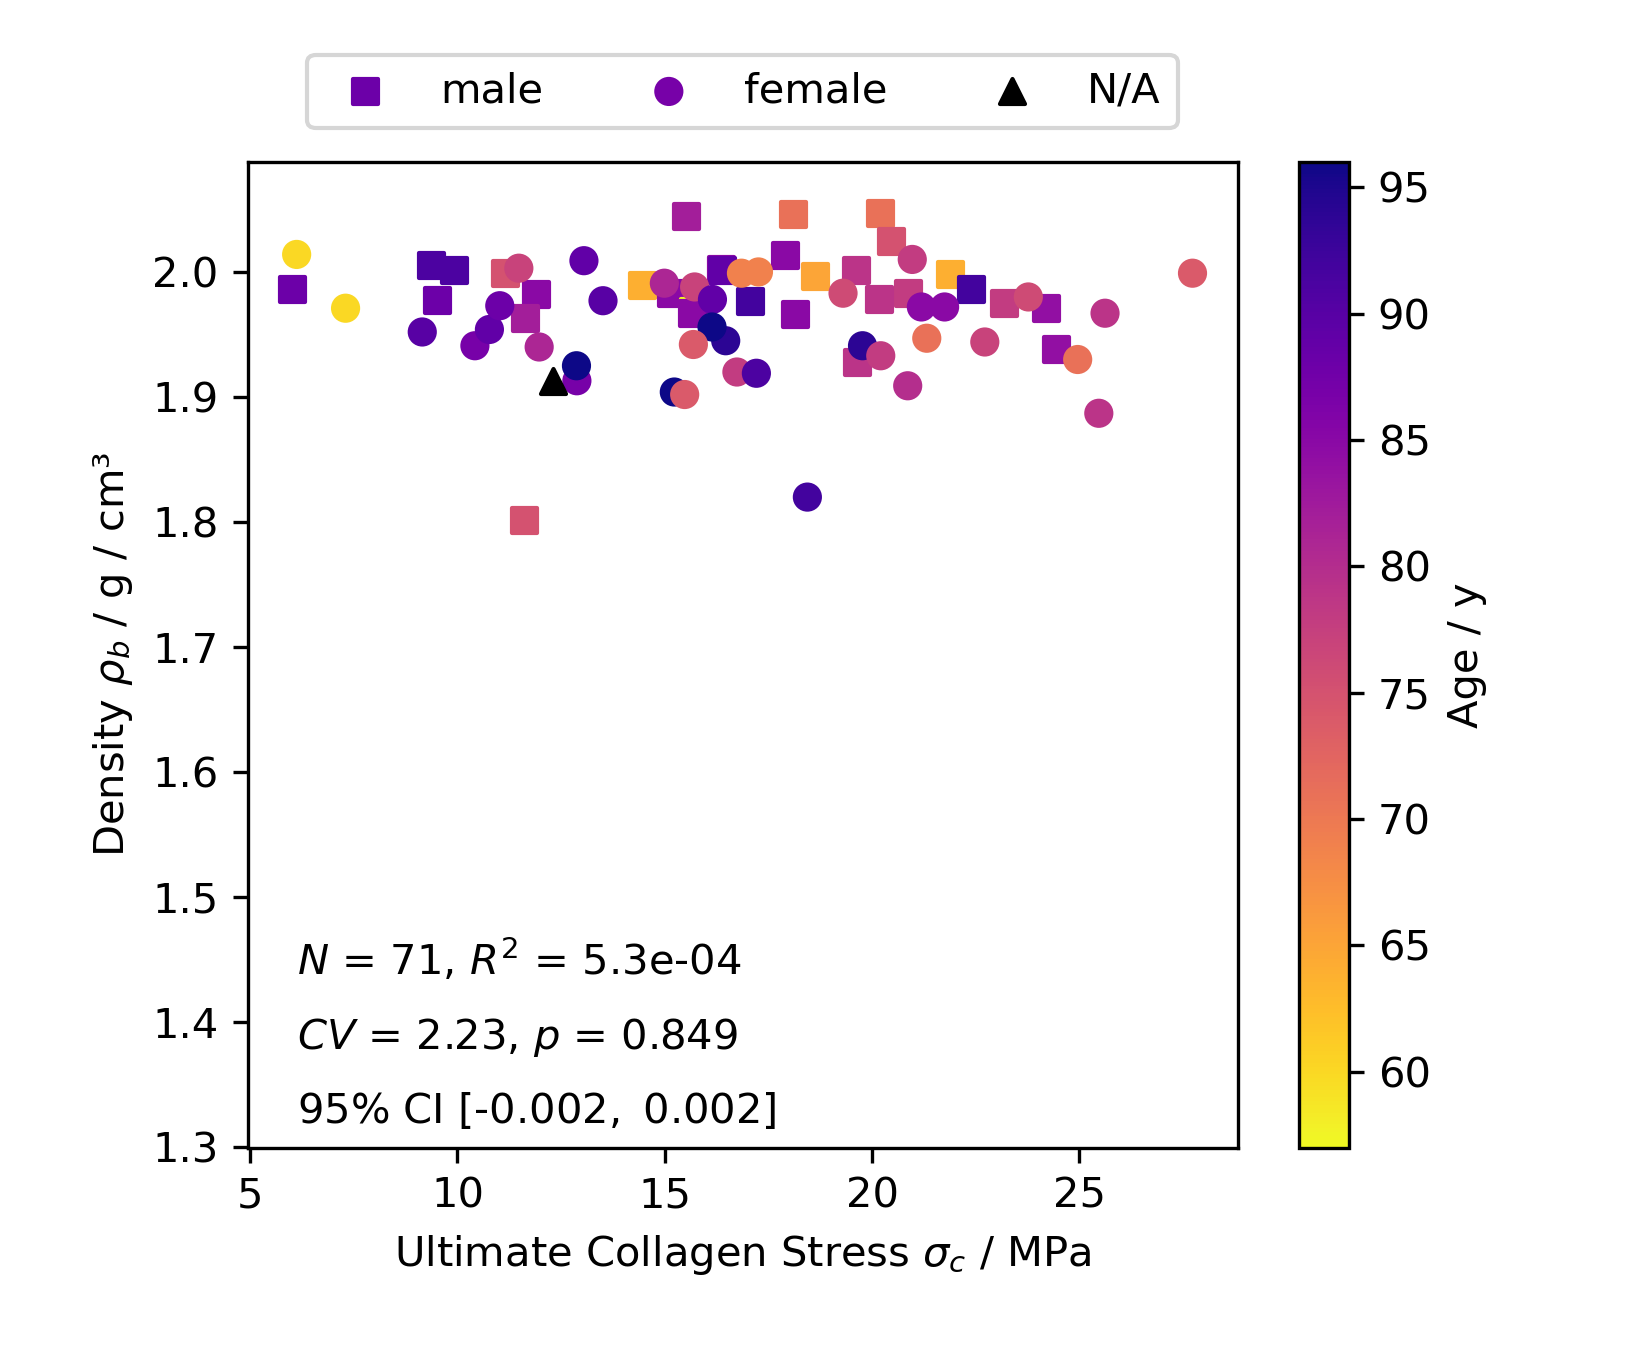 male female N/A
Density ρb / g / cm³
2.0
1.9
1.8
1.7
1.6
1.5
1.4
1.3
N = 71, R² = 5.3e-04
CV = 2.23, p = 0.849
95% CI [-0.002, 0.002]
5 10 15 20 25
Ultimate Collagen Stress σc / MPa
95
90
85
80
75
70
65
60
Age / y